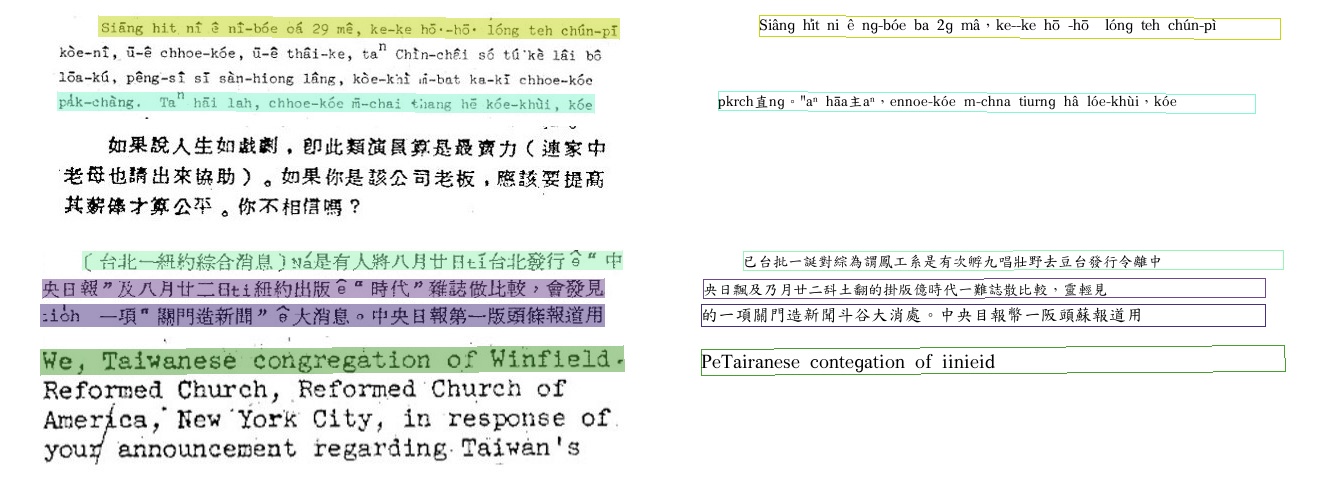 Siāng hit nî ê nî-bóe oá 29 mê, ke-ke hō·-hō· lóng teh chún-pī
kòe-nî, ū-ê chhoe-kóe, ū-ê thâi-ke, taⁿ Chìn-châi só tú kè lâi bô
lōa-kú, pêng-sî sī sàn-hiong lâng, kòe-khì m̄-bat ka-kī chhoe-kóe
pa̍k-chàng. Taⁿ hāi lah, chhoe-kóe m̄-chai thang hē kóe-khùi, kóe
如果說人生如戲劇，即此類演員算是最賣力（連家中
老母也請出來協助）。如果你是該公司老板，應該要提高
其薪俸才算公平。你不相信嗎？
〔台北一紐約綜合消息〕Ná是有人將八月廿日tī台北發行ê“中
央日報”及八月廿二日tī紐約出版ê“時代”雜誌做比較，會發見
tio̍h 一項“關門造新聞”ê大消息。中央日報第一版頭條報道用
We, Taiwanese congregation of Winfield
Reformed Church, Reformed Church of
America, New York City, in response of
your announcement regarding Taiwan's
Siâng hı̍t ni ê ng-bóe ba 2g mâ，ke--ke hō -hō lóng teh chún-pì
pkrch直ng。"aⁿ hāa主aⁿ，ennoe-kóe m-chna tiurng hâ lóe-khùi，kóe
已台批一誕對綜為謂鳳工系是有次孵九唱壯野去豆台發行令離中
央日飄及乃月廿二砪土翻的掛版億時代一難誌散比較，靈輕見
的一項關門造新聞斗谷大消處。中央日報幣一阪頭蘇報道用
PeTairanese contegation of iinieid